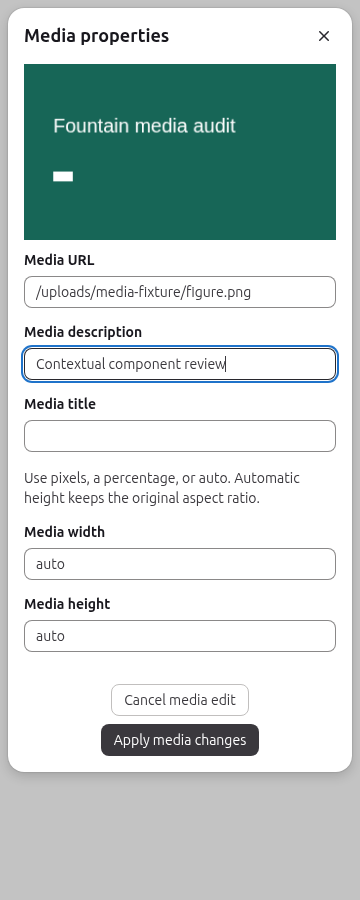 Media properties
Fountain media audit
Media URL
/uploads/media-fixture/figure.png
Media description
Contextual component review
Media title
Use pixels, a percentage, or auto. Automatic
height keeps the original aspect ratio.
Media width
auto
Media height
auto
Cancel media edit
Apply media changes